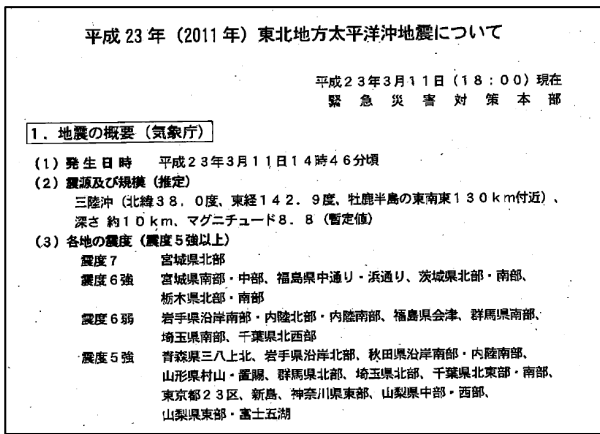 平成23年（2011年）東北地方太平洋沖地震について
平成２３年３月１１日（１８：００）現在
緊急災害対策本部
１．地震の概要（気象庁）
（１）発生日時　平成２３年３月１１日１４時４６分頃
（２）震源及び規模（推定）
三陸沖（北緯３８．０度、東経１４２．９度、牡鹿半島の東南東１３０ｋｍ付近）、
深さ 約１０ｋｍ、マグニチュード８．８（暫定値）
（３）各地の震度（震度５強以上）
震度７　宮城県北部
震度６強　宮城県南部・中部、福島県中通り・浜通り、茨城県北部・南部、
栃木県北部・南部
震度６弱　岩手県沿岸南部・内陸北部・内陸南部、福島県会津、群馬県南部、
埼玉県南部、千葉県北西部
震度５強　青森県三八上北、岩手県沿岸北部、秋田県沿岸南部・内陸南部、
山形県村山・置賜、群馬県北部、埼玉県北部、千葉県北東部・南部、
東京都２３区、新島、神奈川県東部、山梨県中部・西部、
山梨県東部・富士五湖